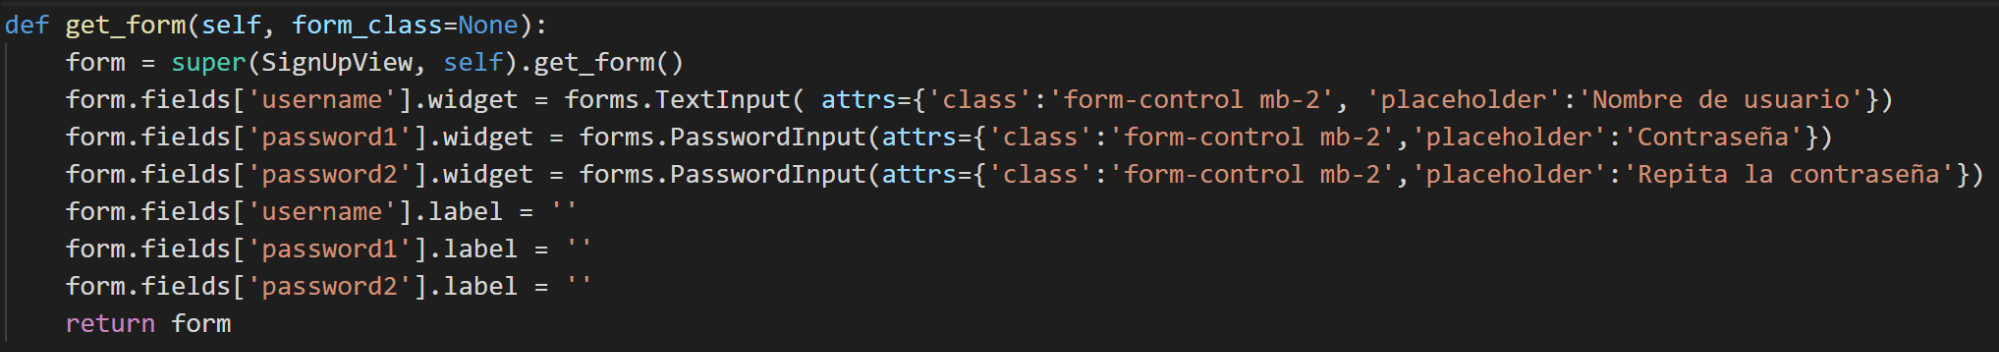 def get_form(self, form_class=None):
    form = super(SignUpView, self).get_form()
    form.fields['username'].widget = forms.TextInput( attrs={'class':'form-control mb-2', 'placeholder':'Nombre de usuario'})
    form.fields['password1'].widget = forms.PasswordInput(attrs={'class':'form-control mb-2','placeholder':'Contraseña'})
    form.fields['password2'].widget = forms.PasswordInput(attrs={'class':'form-control mb-2','placeholder':'Repita la contraseña'})
    form.fields['username'].label = ''
    form.fields['password1'].label = ''
    form.fields['password2'].label = ''
    return form